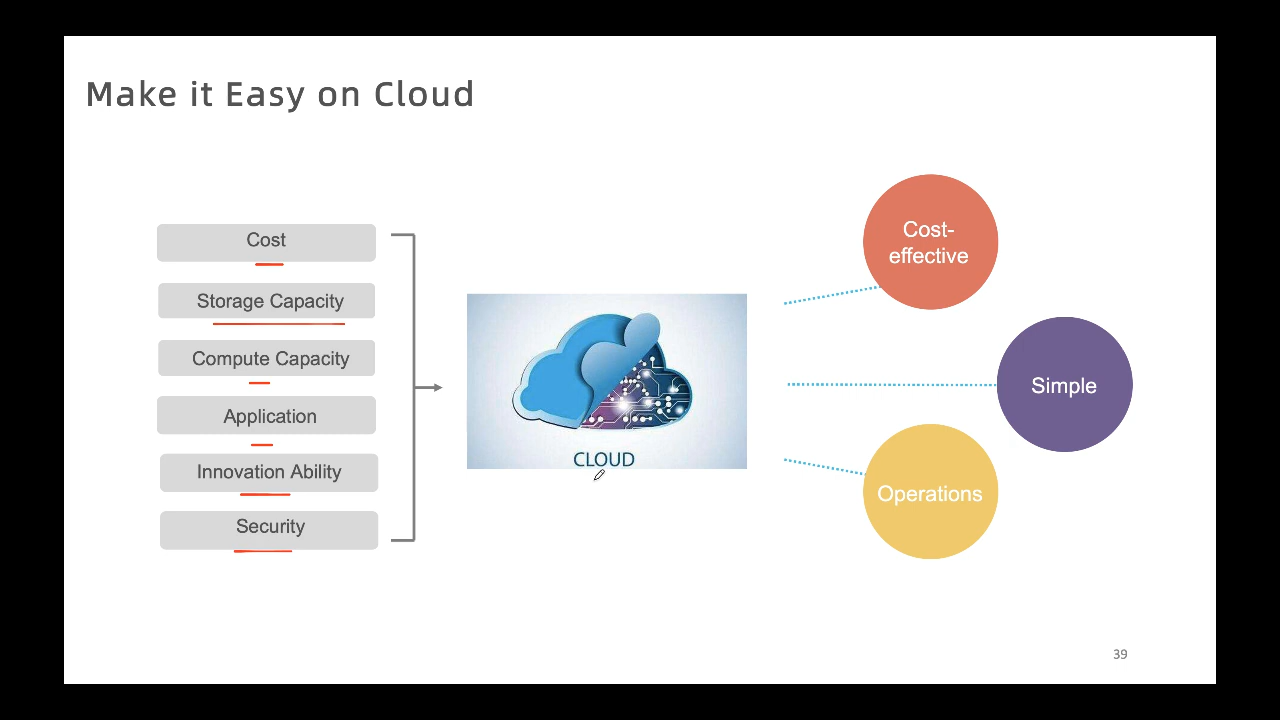 Make it Easy on Cloud
Cost
Storage Capacity
Compute Capacity
Application
Innovation Ability
Security
CLOUD
Cost-
effective
Simple
Operations
39